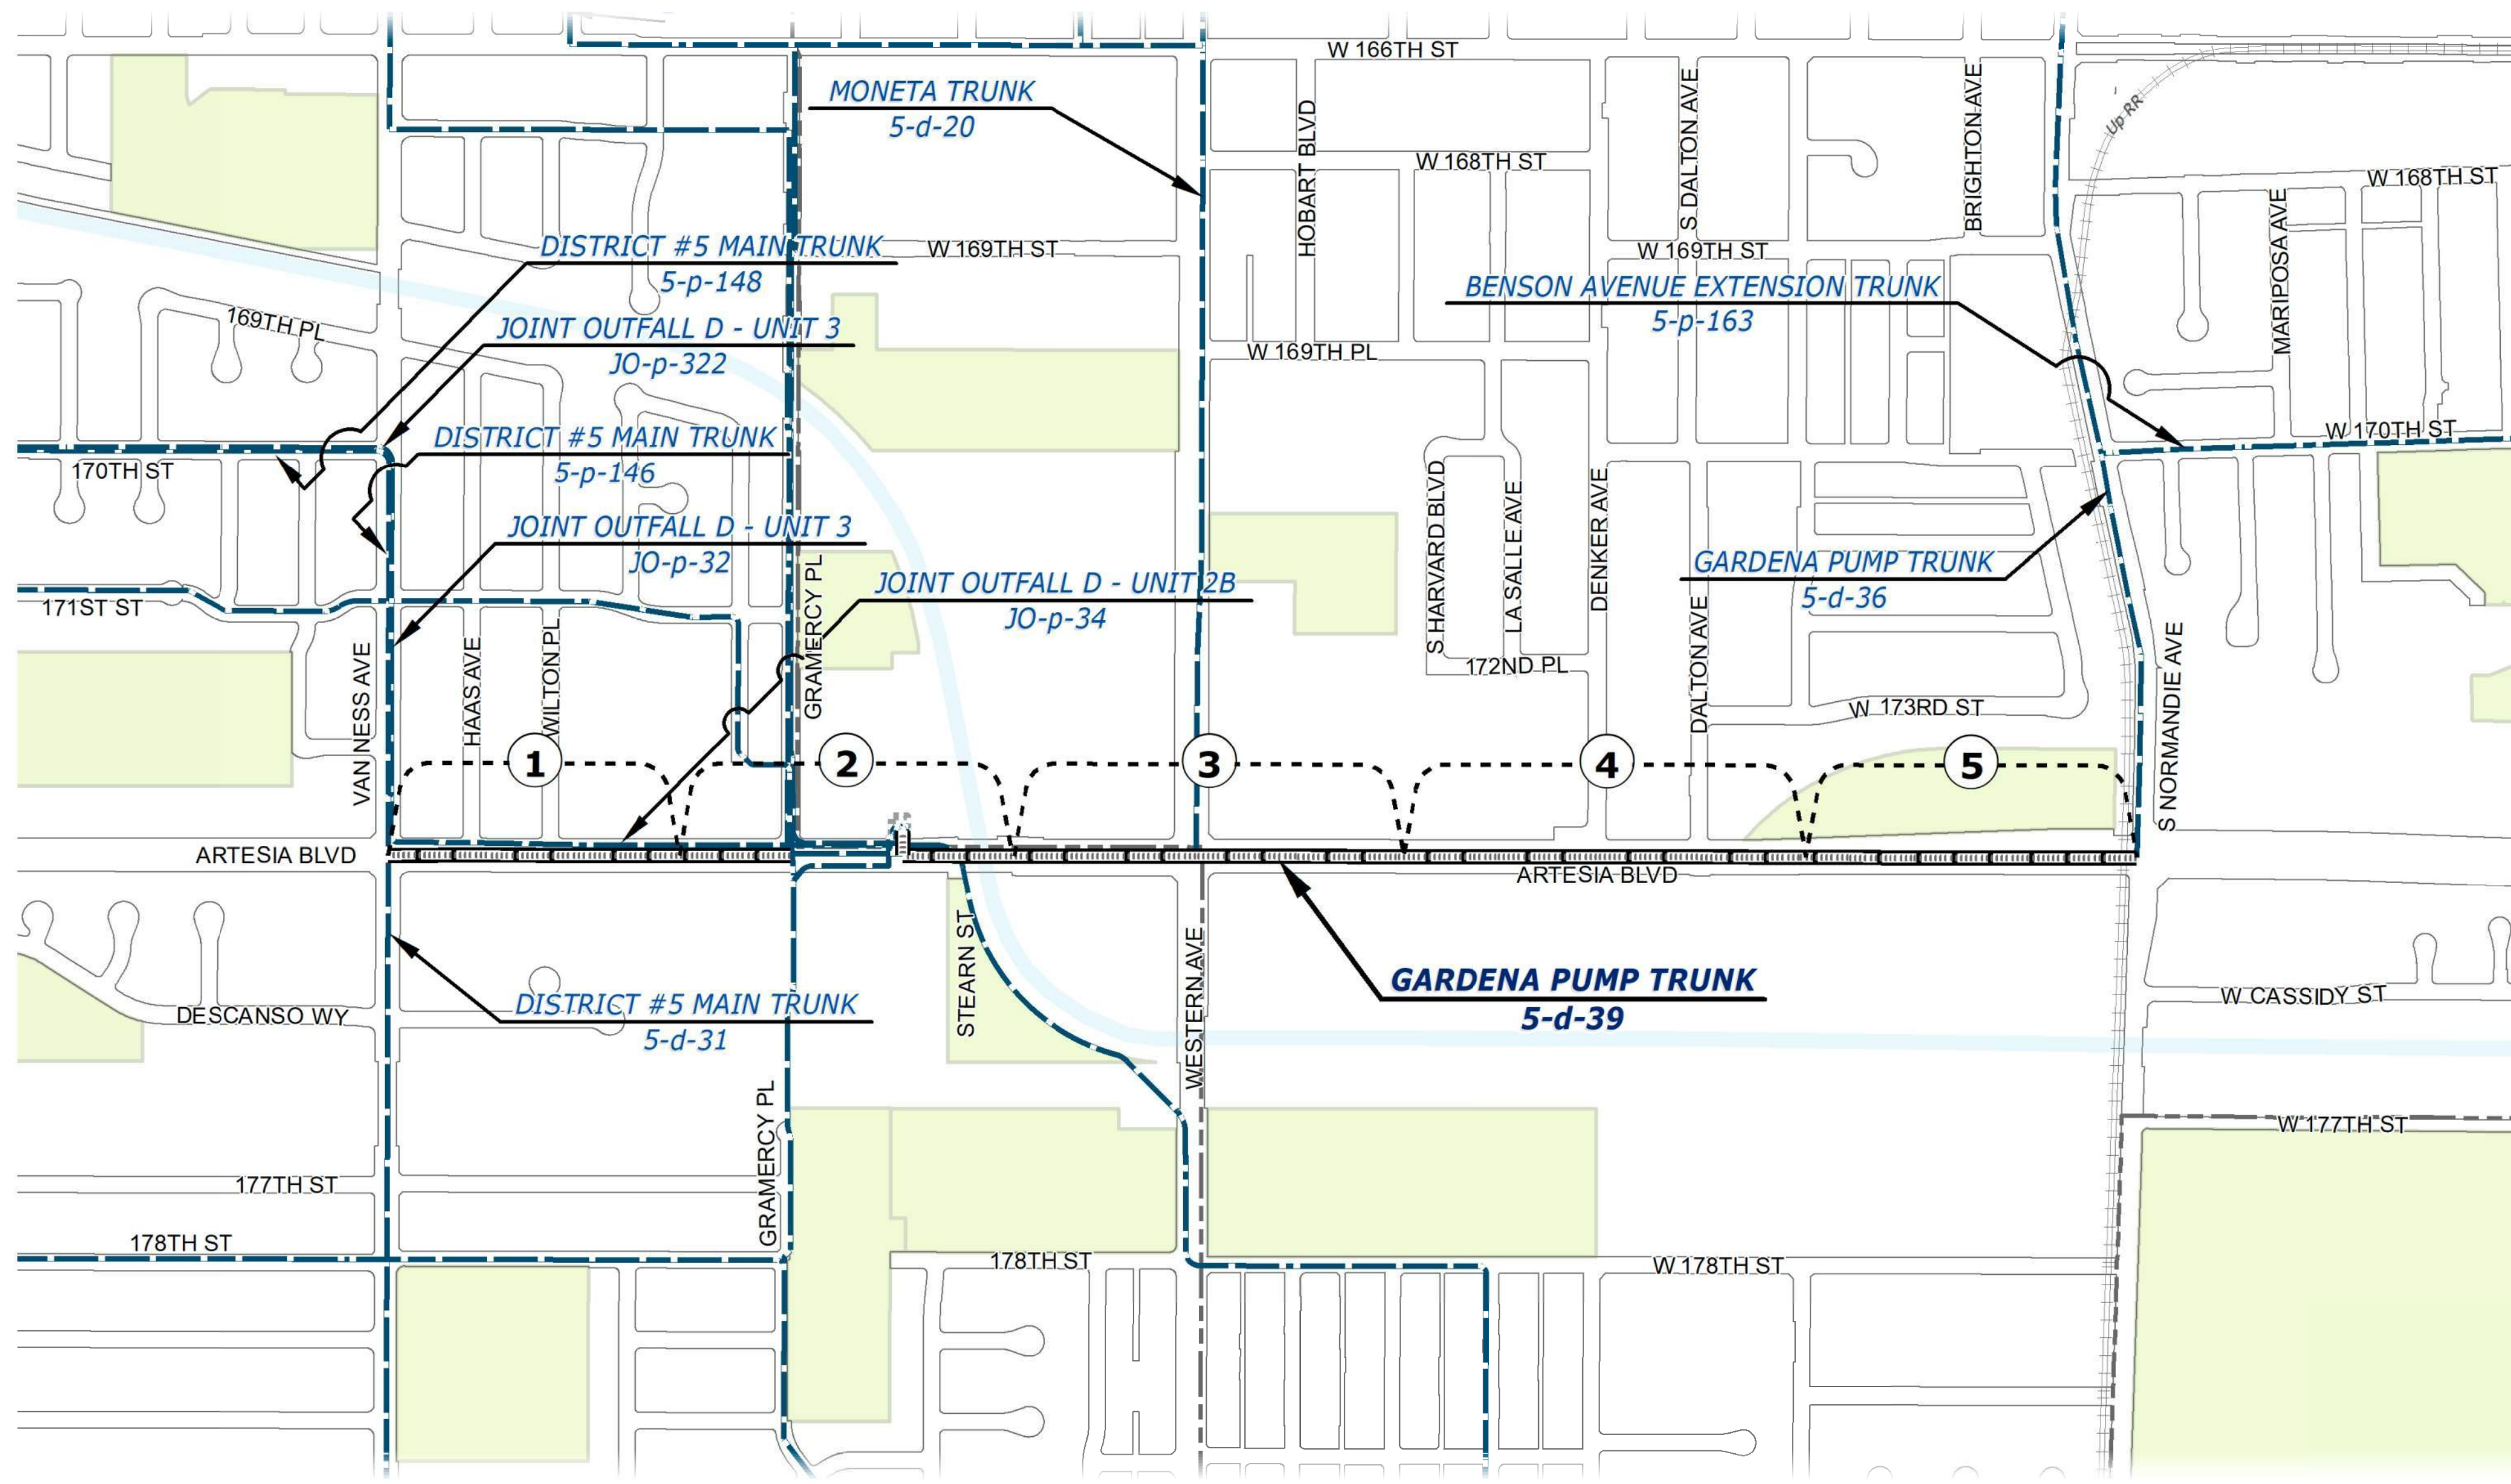 W 166TH ST
MONETA TRUNK
5-d-20
HOBART BLVD
S DALTON AVE
BRIGHTON AVE
Up RR
W 168TH ST
W 168TH ST
MARIPOSA AVE
DISTRICT #5 MAIN TRUNK
5-p-148
W 169TH ST
W 169TH ST
BENSON AVENUE EXTENSION TRUNK
5-p-163
169TH PL
JOINT OUTFALL D - UNIT 3
JO-p-322
W 169TH PL
DISTRICT #5 MAIN TRUNK
5-p-146
W 170TH ST
170TH ST
JOINT OUTFALL D - UNIT 3
JO-p-32
S HARVARD BLVD
LA SALLE AVE
DENKER AVE
GARDENA PUMP TRUNK
5-d-36
171ST ST
JOINT OUTFALL D - UNIT 2B
JO-p-34
GRAMERCY PL
VAN NESS AVE
HAAS AVE
WILTON PL
172ND PL
DALTON AVE
W 173RD ST
S NORMANDIE AVE
1
2
3
4
5
ARTESIA BLVD
ARTESIA BLVD
STEARN ST
WESTERN AVE
GARDENA PUMP TRUNK
5-d-39
DISTRICT #5 MAIN TRUNK
5-d-31
DESCANSO WY
W CASSIDY ST
GRAMERCY PL
W 177TH ST
177TH ST
178TH ST
178TH ST
W 178TH ST